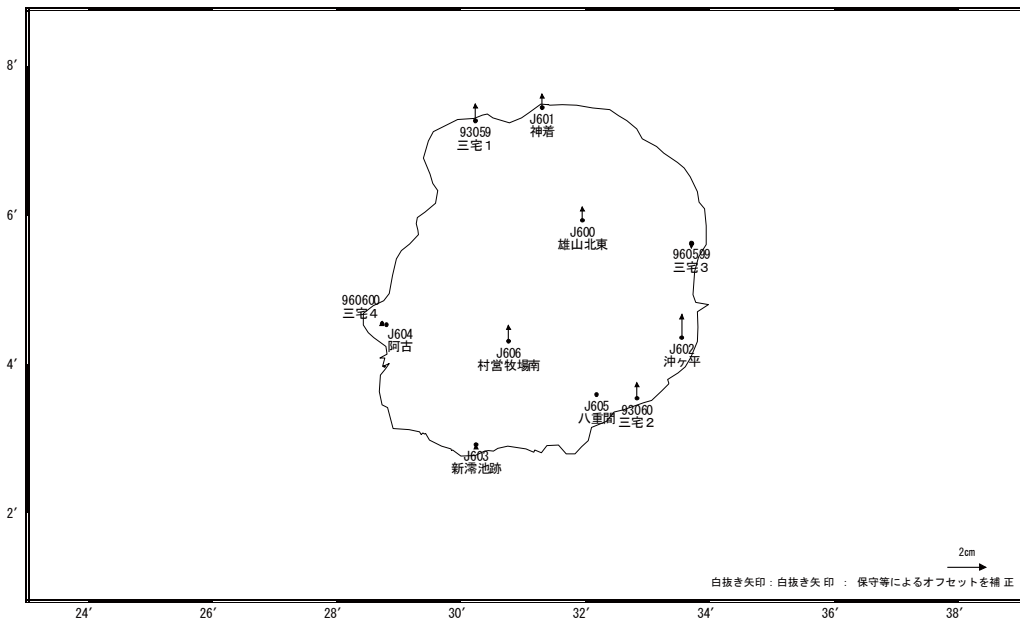 8′
6′
4′
2′
J601
神着
93059
三宅１
J600
雄山北東
960599
三宅３
960600
三宅４
J604
阿古
J606
村営牧場南
J602
沖ヶ平
J605
八重間
93060
三宅２
J603
新澪池跡
2cm
白抜き矢印：白抜き矢印 ： 保守等によるオフセットを補正
24′
26′
28′
30′
32′
34′
36′
38′